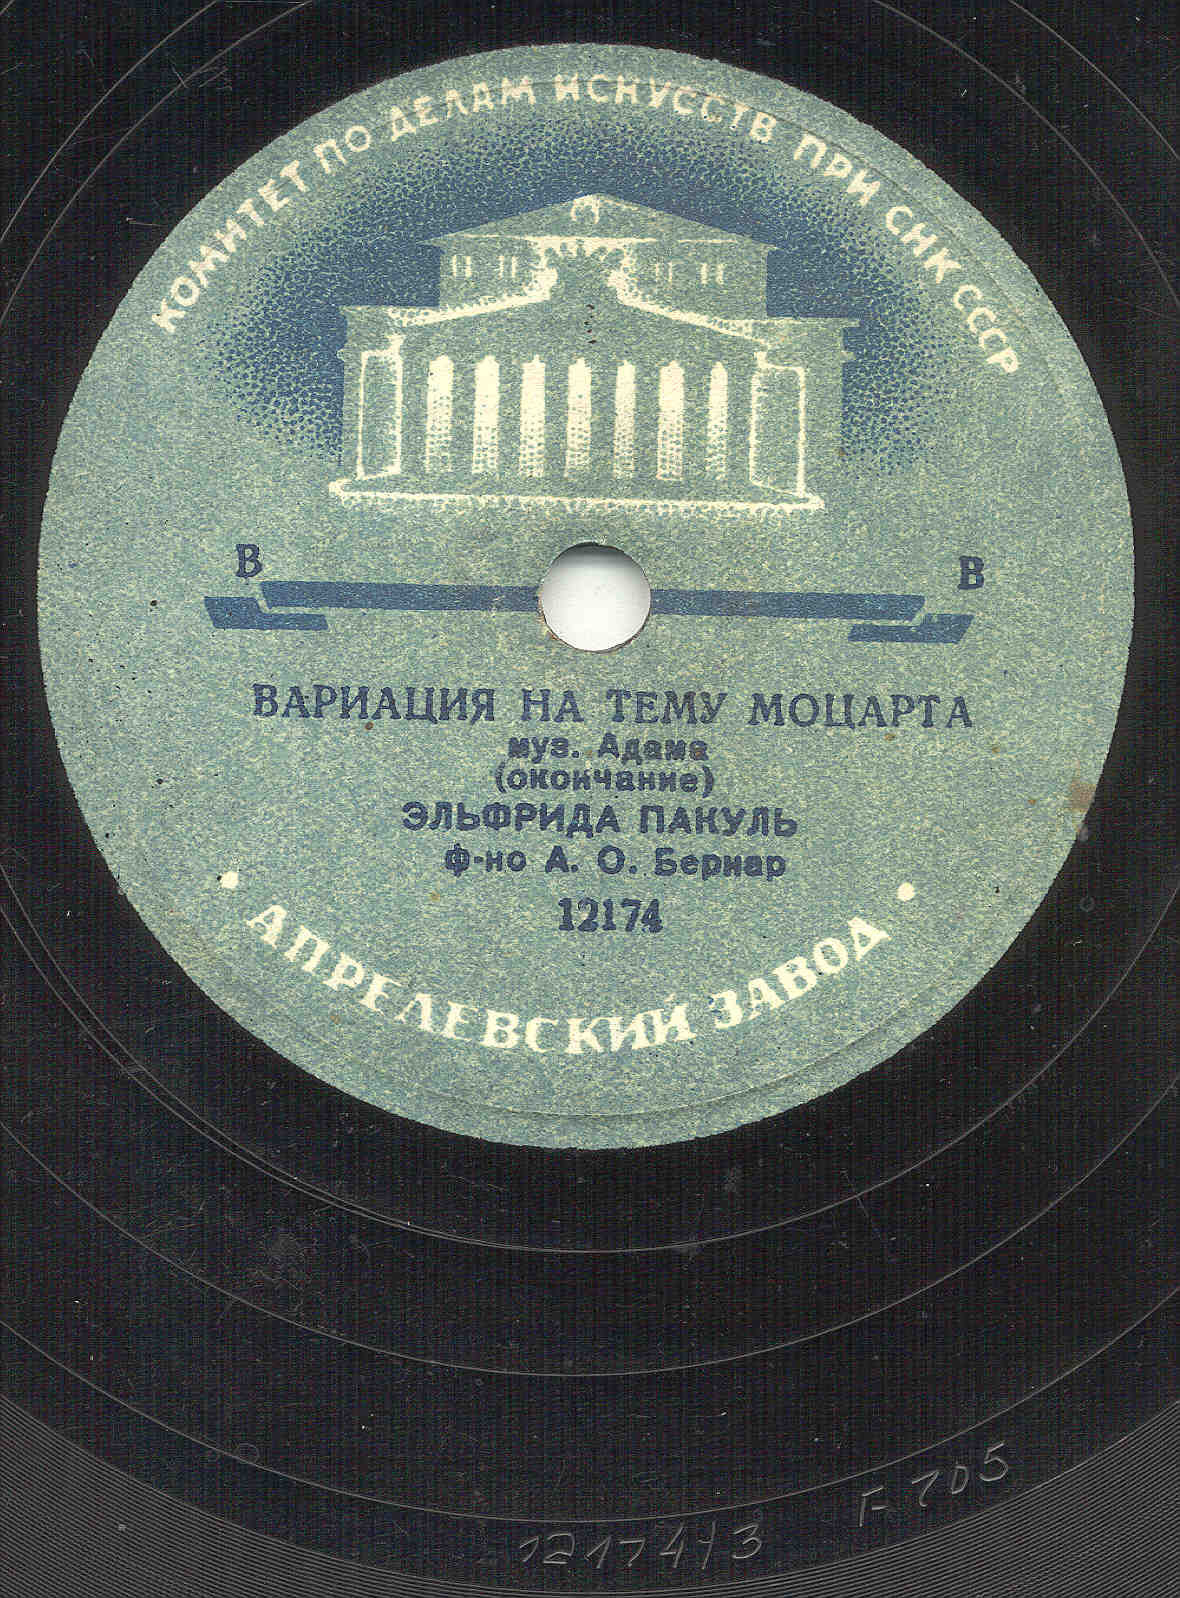 КОМИТЕТ ПО ДЕЛАМ ИСКУССТВ ПРИ СНК СССР
В В
ВАРИАЦИЯ НА ТЕМУ МОЦАРТА
муз. Адама
(окончание)
ЭЛЬФРИДА ПАКУЛЬ
ф-но А. О. Бернар
12174
• АПРЕЛЕВСКИЙ ЗАВОД •
F 705
12174/3